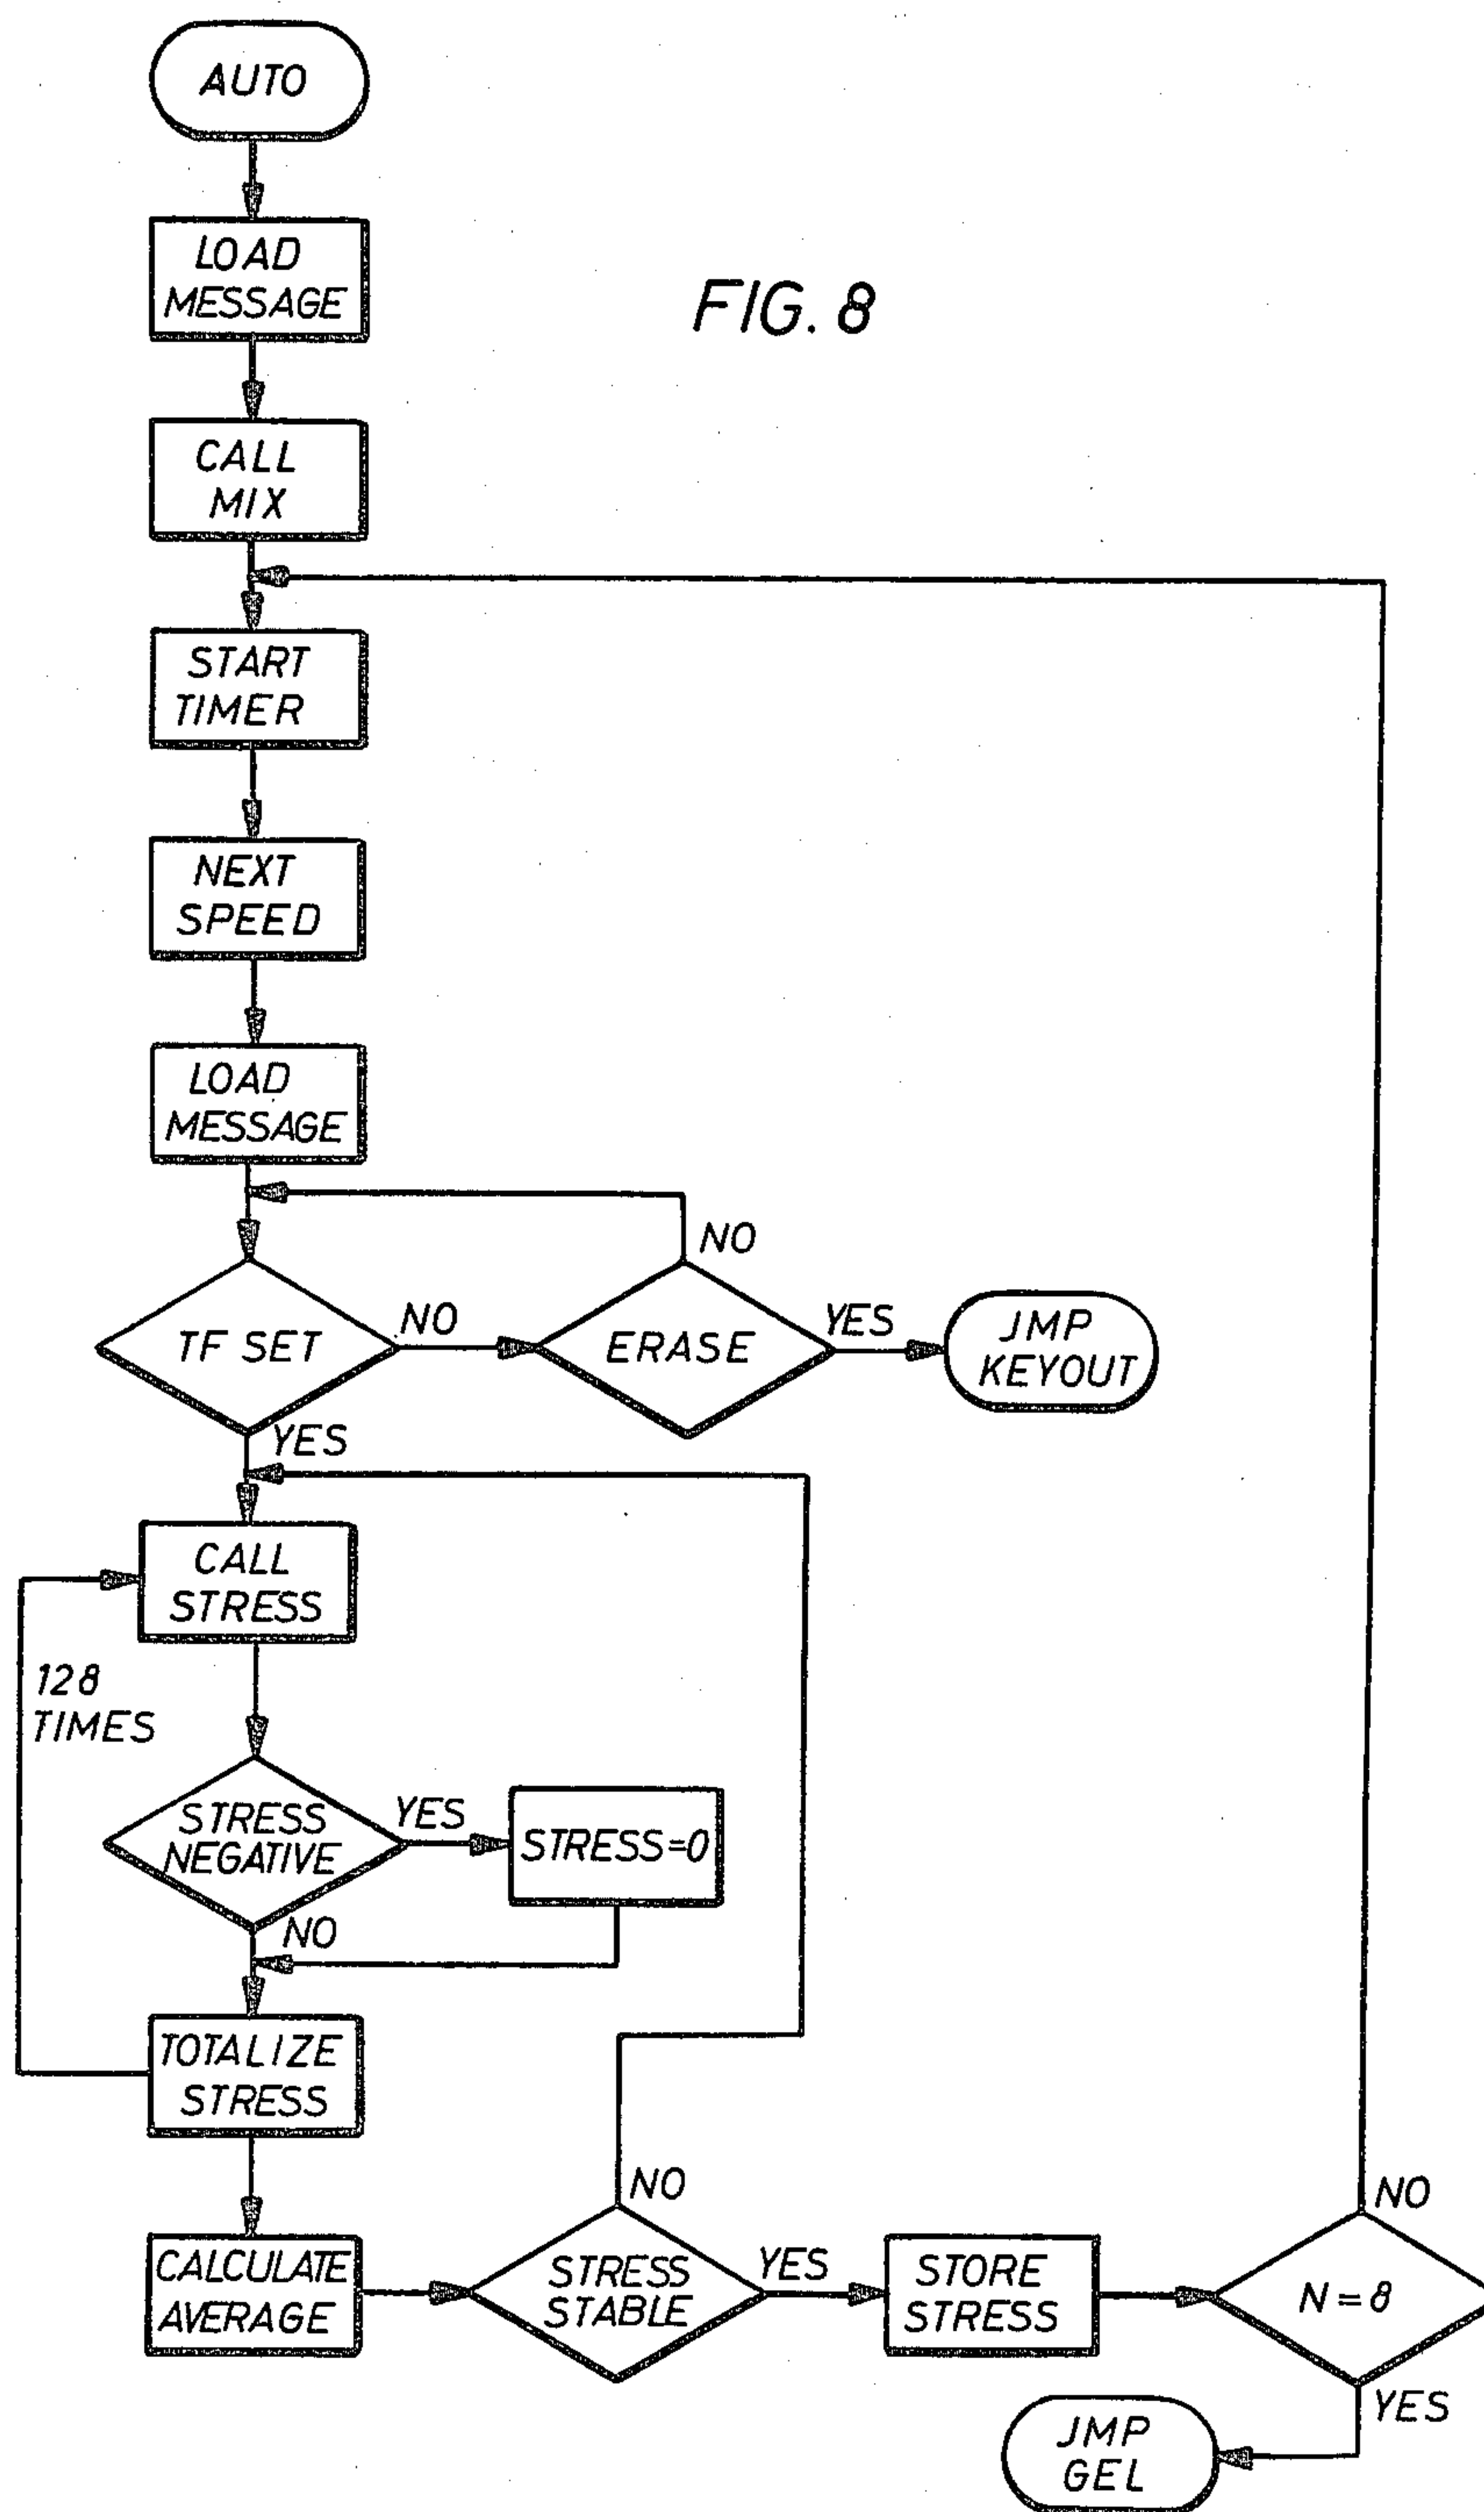 AUTO
LOAD
MESSAGE
FIG. 8
CALL
MIX
START
TIMER
NEXT
SPEED
LOAD
MESSAGE
NO
TF SET
NO
ERASE
YES
JMP
KEYOUT
YES
CALL
STRESS
128
TIMES
STRESS
NEGATIVE
YES
STRESS=0
NO
TOTALIZE
STRESS
NO
NO
CALCULATE
AVERAGE
STRESS
STABLE
YES
STORE
STRESS
N=8
YES
JMP
GEL